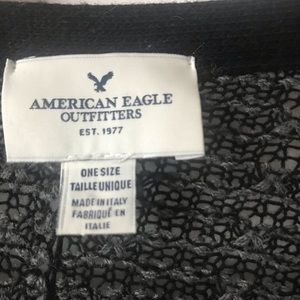 AMERICAN EAGLE
OUTFITTERS
EST. 1977
ONE SIZE
TAILLE UNIQUE
MADE IN ITALY
FABRIQUÉ EN
ITALIE